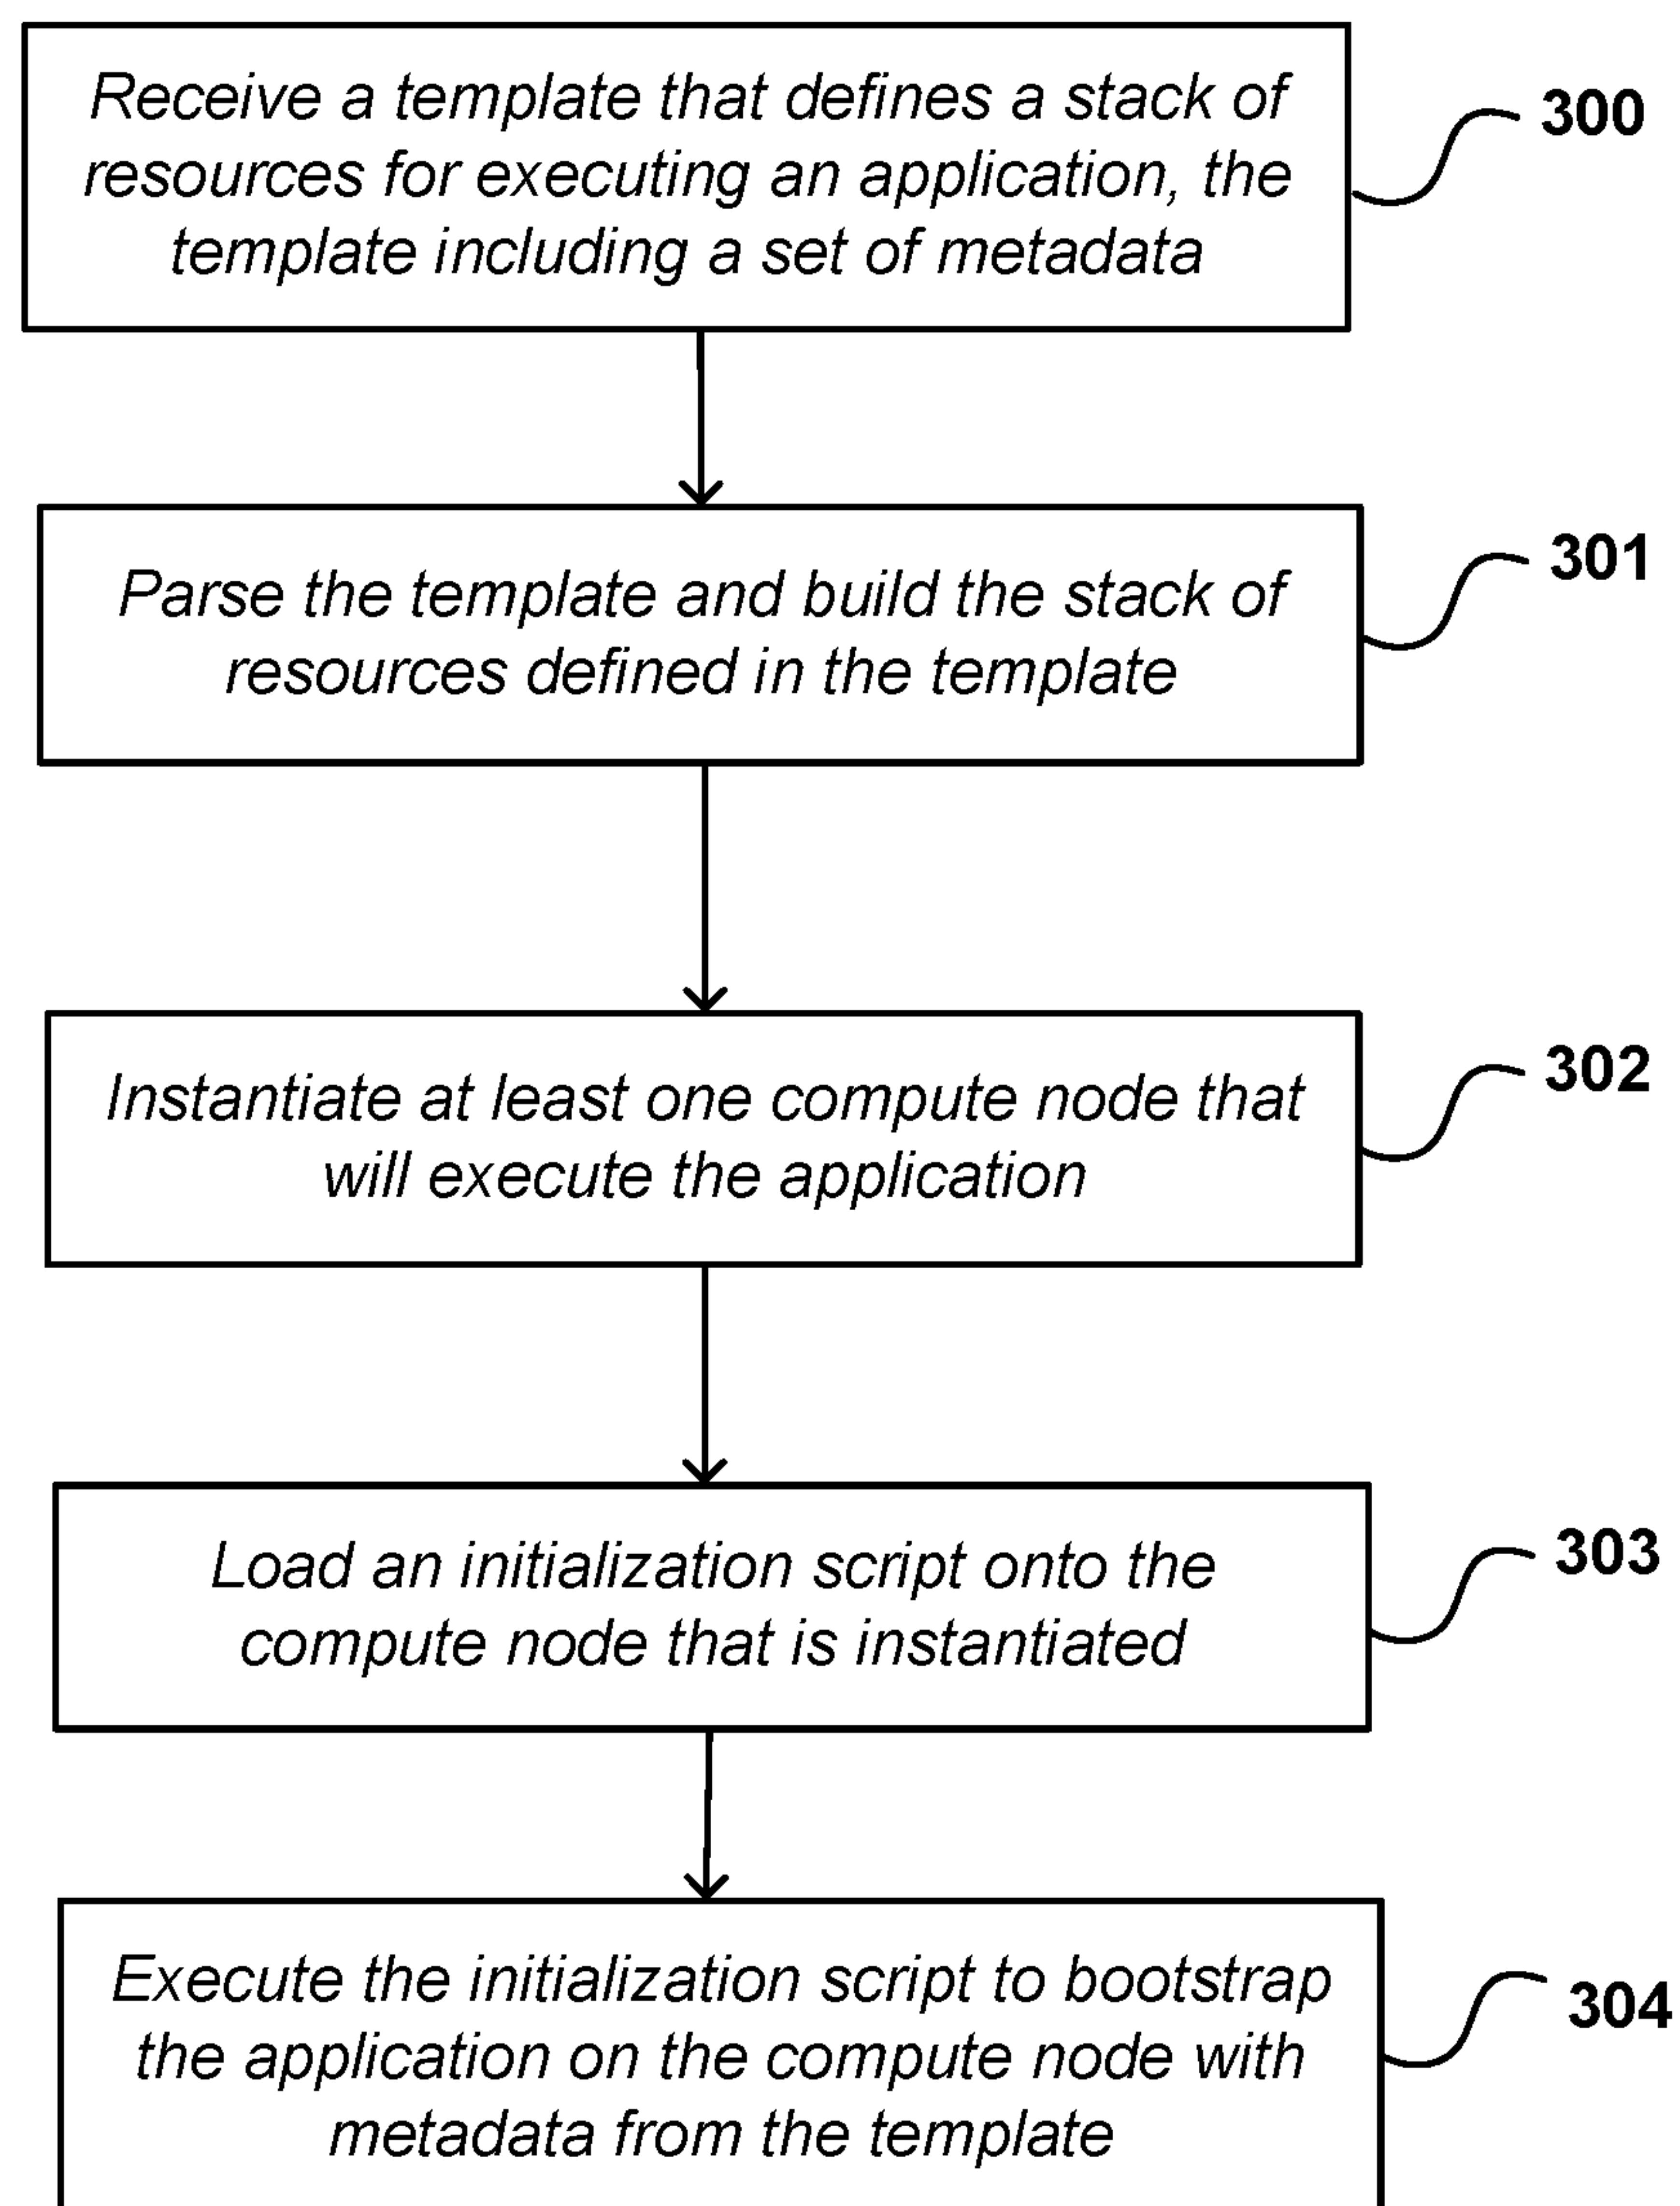 Receive a template that defines a stack of
resources for executing an application, the
template including a set of metadata
300
Parse the template and build the stack of
resources defined in the template
301
Instantiate at least one compute node that
will execute the application
302
Load an initialization script onto the
compute node that is instantiated
303
Execute the initialization script to bootstrap
the application on the compute node with
metadata from the template
304